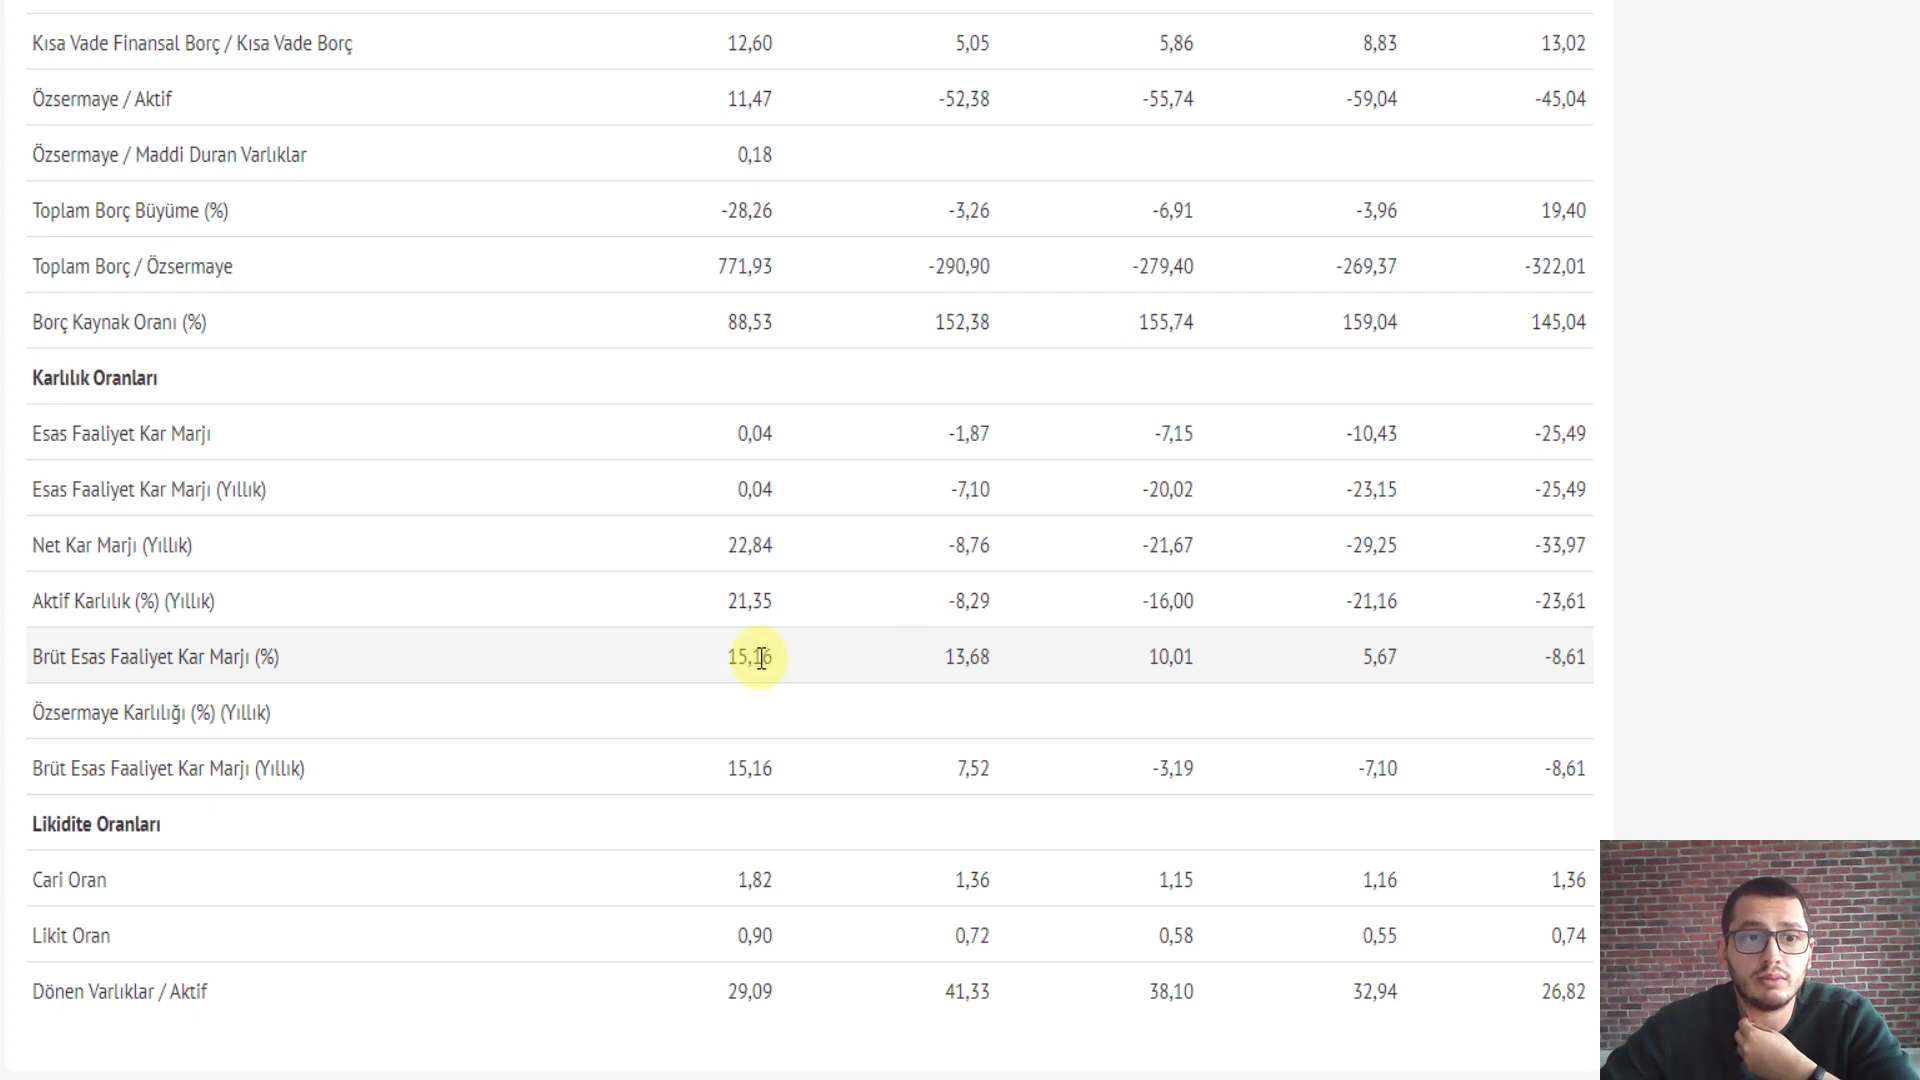 Kısa Vade Finansal Borç / Kısa Vade Borç 12,60 5,05 5,86 8,83 13,02
Özsermaye / Aktif 11,47 -52,38 -55,74 -59,04 -45,04
Özsermaye / Maddi Duran Varlıklar 0,18
Toplam Borç Büyüme (%) -28,26 -3,26 -6,91 -3,96 19,40
Toplam Borç / Özsermaye 771,93 -290,90 -279,40 -269,37 -322,01
Borç Kaynak Oranı (%) 88,53 152,38 155,74 159,04 145,04
Karlılık Oranları
Esas Faaliyet Kar Marjı 0,04 -1,87 -7,15 -10,43 -25,49
Esas Faaliyet Kar Marjı (Yıllık) 0,04 -7,10 -20,02 -23,15 -25,49
Net Kar Marjı (Yıllık) 22,84 -8,76 -21,67 -29,25 -33,97
Aktif Karlılık (%) (Yıllık) 21,35 -8,29 -16,00 -21,16 -23,61
Brüt Esas Faaliyet Kar Marjı (%) 15,16 13,68 10,01 5,67 -8,61
Özsermaye Karlılığı (%) (Yıllık)
Brüt Esas Faaliyet Kar Marjı (Yıllık) 15,16 7,52 -3,19 -7,10 -8,61
Likidite Oranları
Cari Oran 1,82 1,36 1,15 1,16 1,36
Likit Oran 0,90 0,72 0,58 0,55 0,74
Dönen Varlıklar / Aktif 29,09 41,33 38,10 32,94 26,82